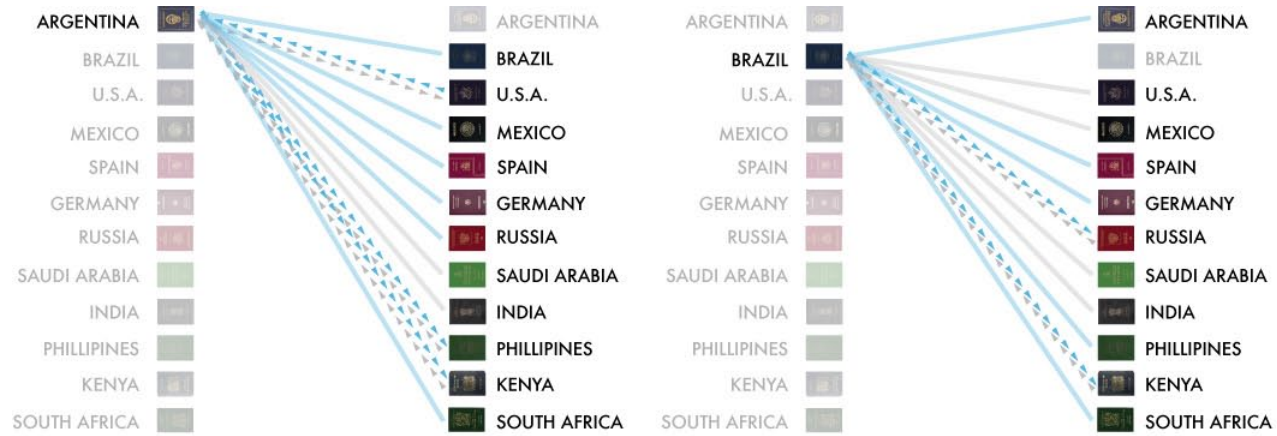 ARGENTINA
BRAZIL
U.S.A.
MEXICO
SPAIN
GERMANY
RUSSIA
SAUDI ARABIA
INDIA
PHILLIPINES
KENYA
SOUTH AFRICA
ARGENTINA
BRAZIL
U.S.A.
MEXICO
SPAIN
GERMANY
RUSSIA
SAUDI ARABIA
INDIA
PHILLIPINES
KENYA
SOUTH AFRICA
ARGENTINA
BRAZIL
U.S.A.
MEXICO
SPAIN
GERMANY
RUSSIA
SAUDI ARABIA
INDIA
PHILLIPINES
KENYA
SOUTH AFRICA
ARGENTINA
BRAZIL
U.S.A.
MEXICO
SPAIN
GERMANY
RUSSIA
SAUDI ARABIA
INDIA
PHILLIPINES
KENYA
SOUTH AFRICA